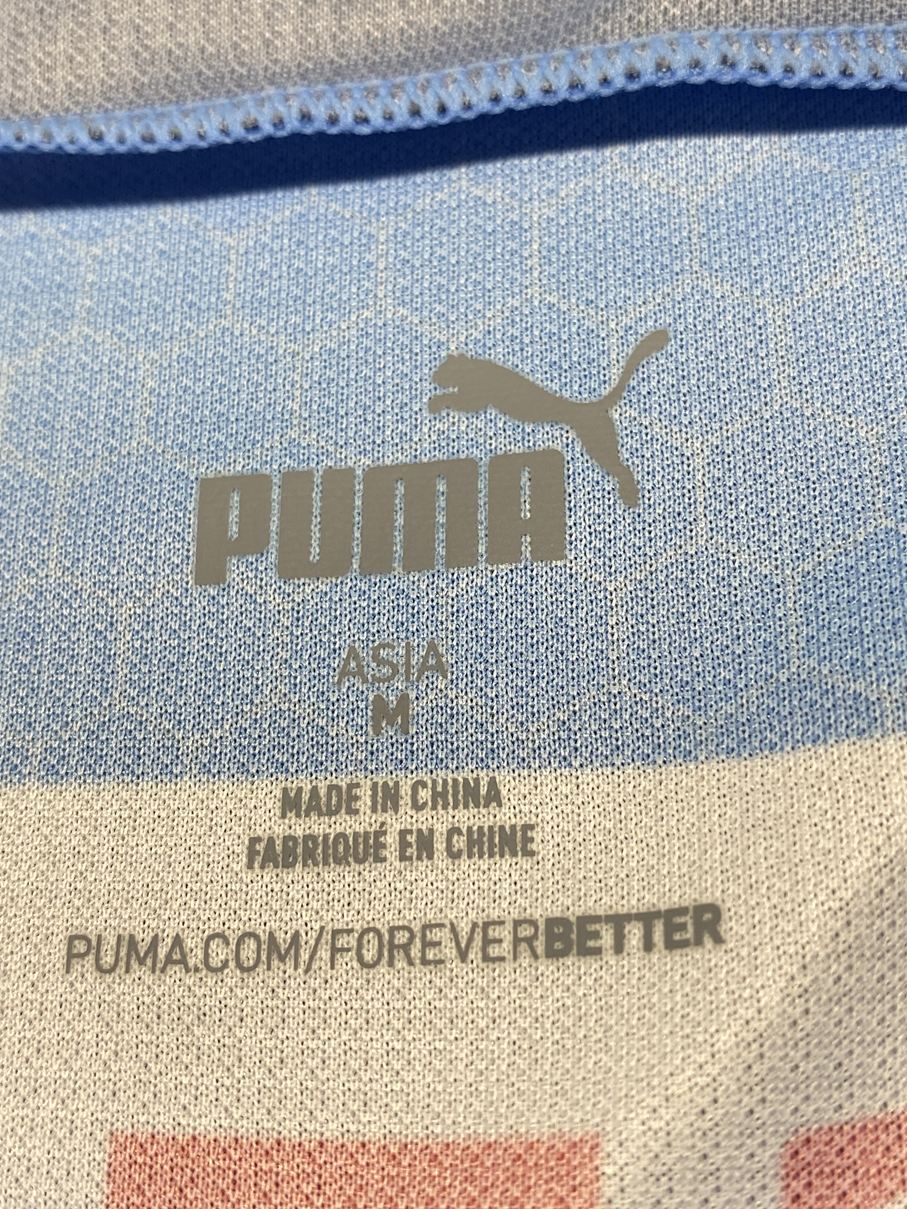 PUMA
ASIA
M
MADE IN CHINA
FABRIQUÉ EN CHINE
PUMA.COM/FOREVERBETTER